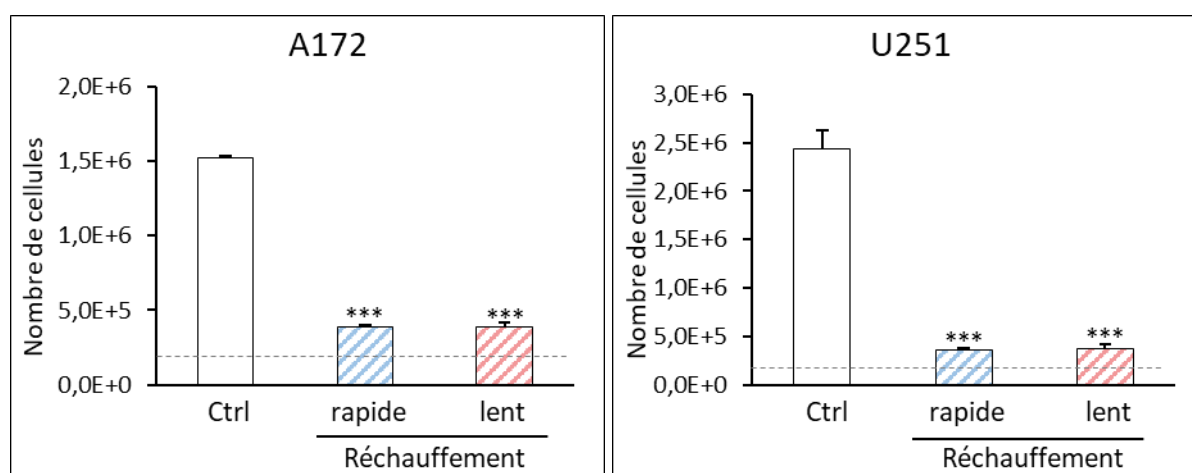 A172
Nombre de cellules
2,0E+6
1,5E+6
1,0E+6
5,0E+5
0,0E+0
***
***
Ctrl
rapide
lent
Réchauffement
U251
Nombre de cellules
3,0E+6
2,5E+6
2,0E+6
1,5E+6
1,0E+6
5,0E+5
0,0E+0
***
***
Ctrl
rapide
lent
Réchauffement